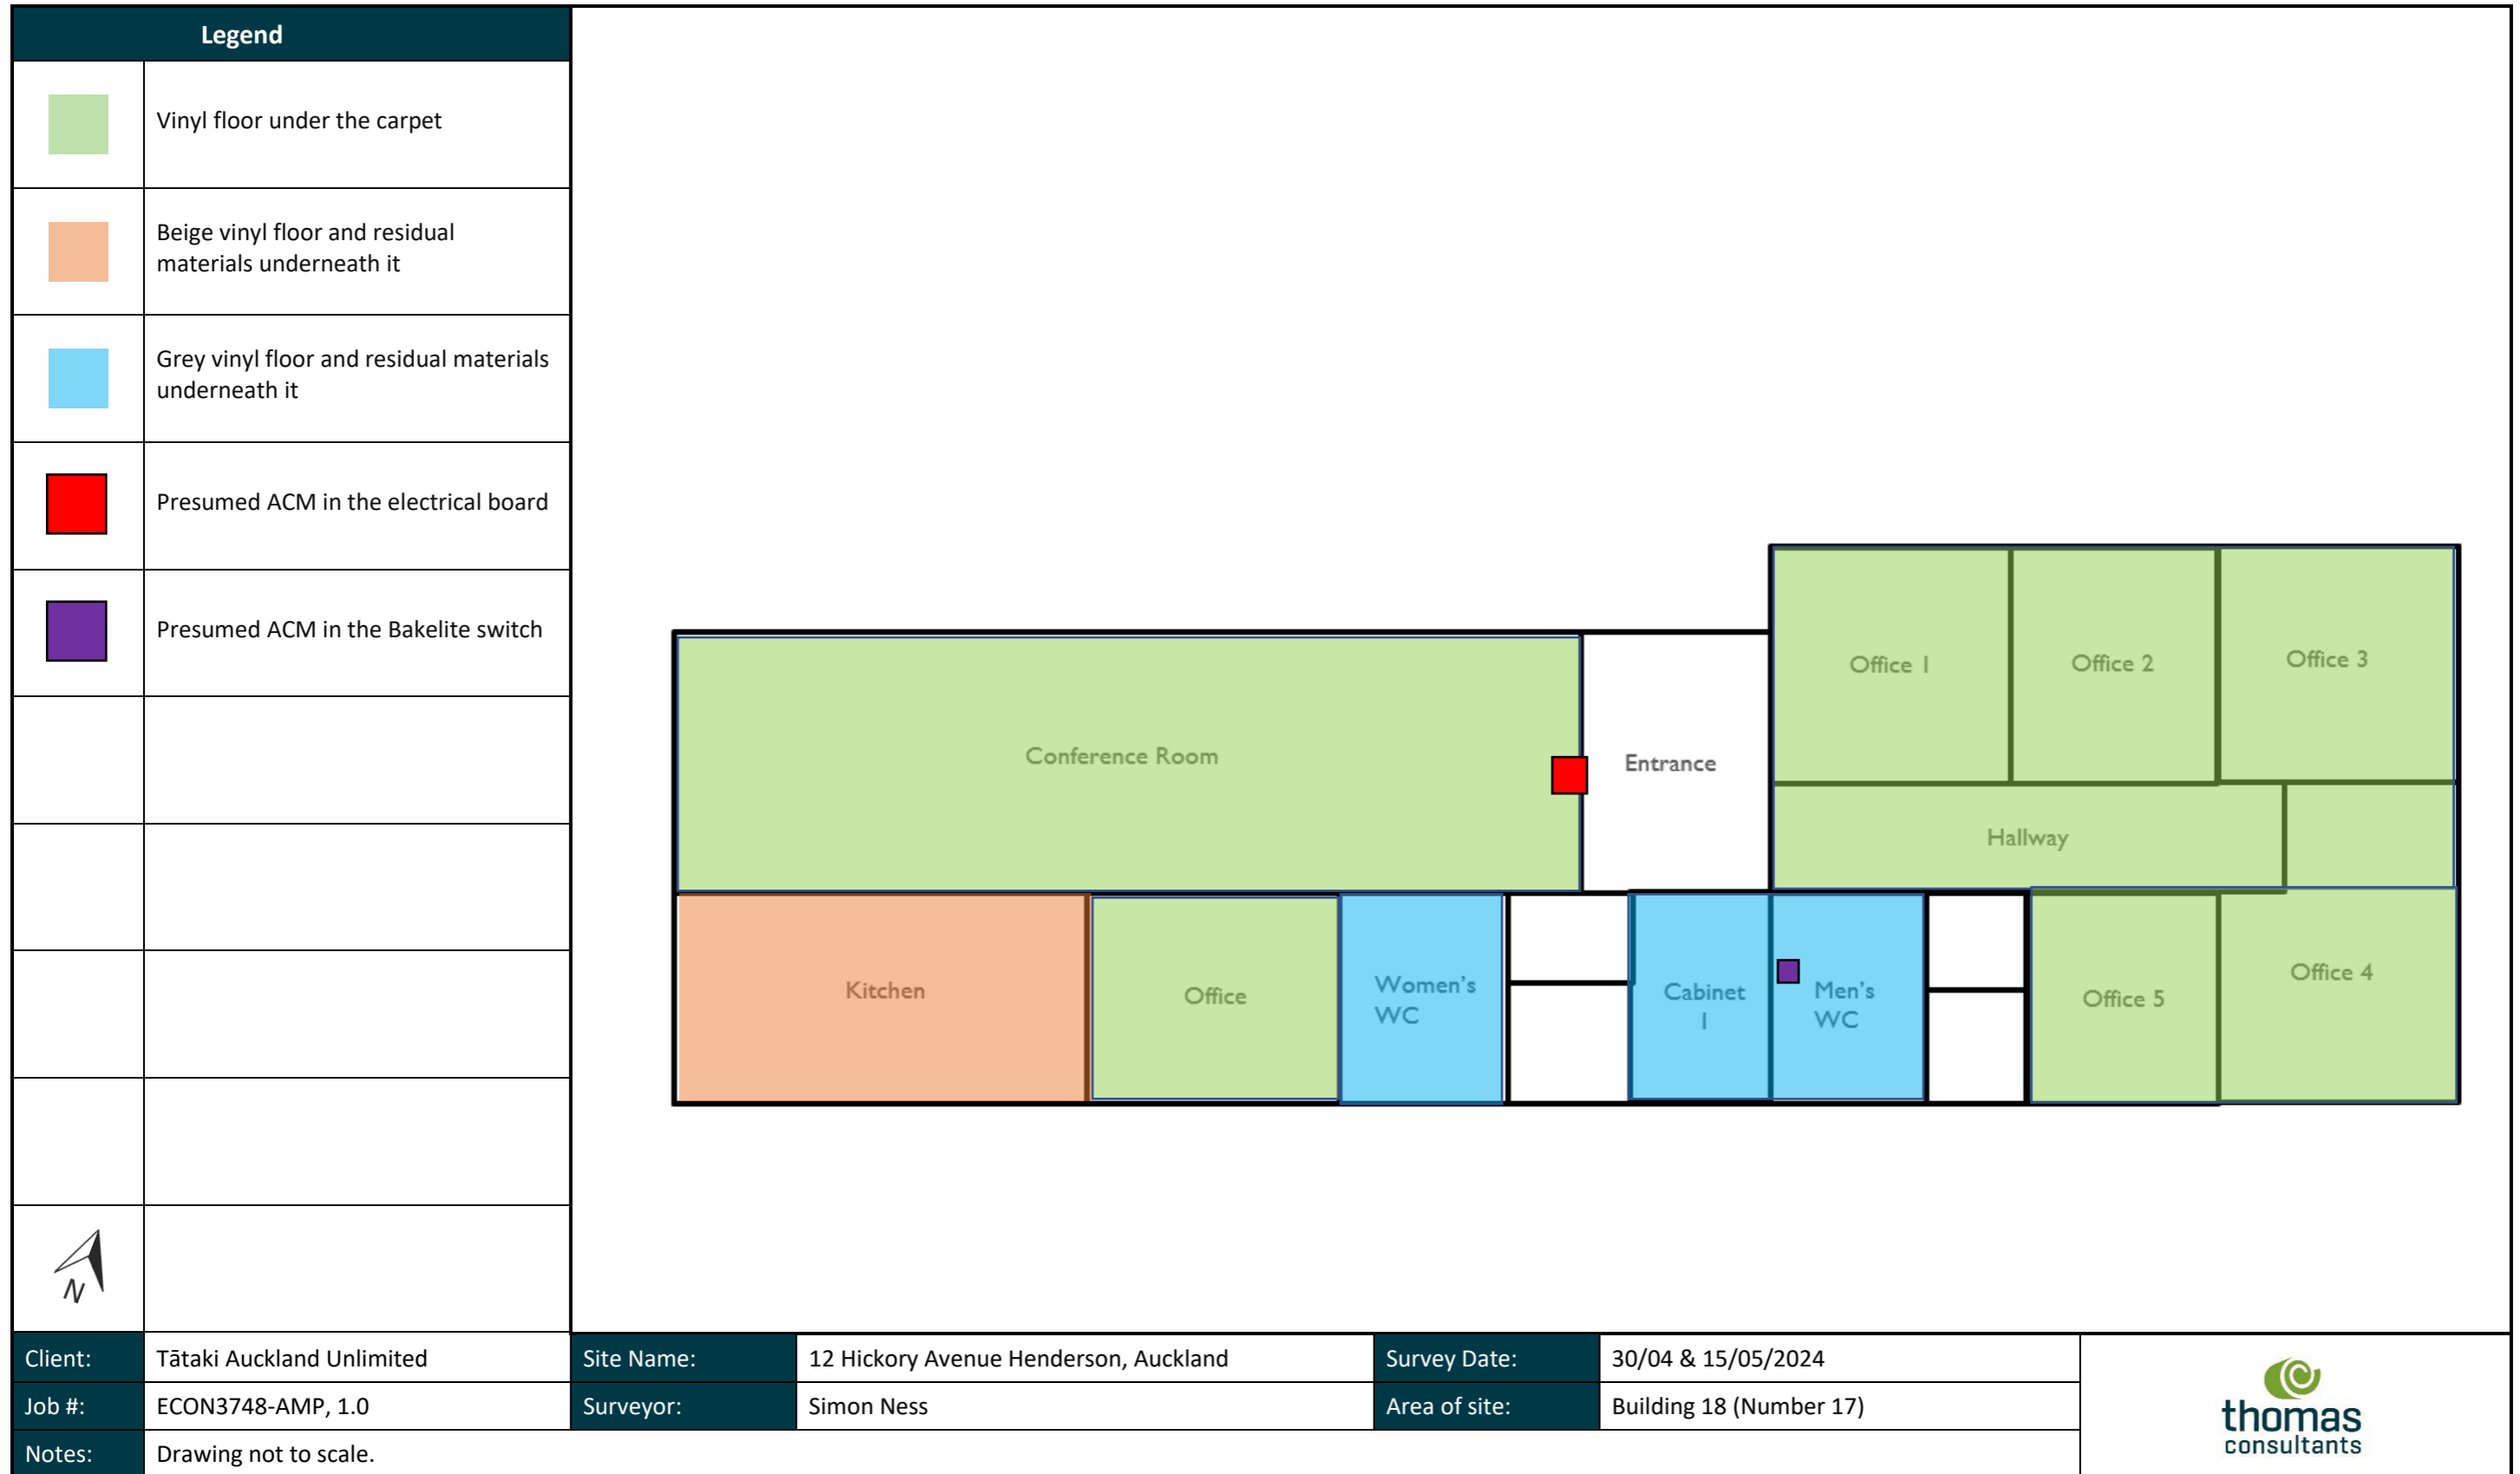 Legend
Vinyl floor under the carpet
Beige vinyl floor and residual
materials underneath it
Grey vinyl floor and residual materials
underneath it
Presumed ACM in the electrical board
Presumed ACM in the Bakelite switch
N
Office 1
Office 2
Office 3
Conference Room
Entrance
Hallway
Kitchen
Office
Women's
WC
Cabinet
1
Men's
WC
Office 5
Office 4
Client: Tātaki Auckland Unlimited Site Name: 12 Hickory Avenue Henderson, Auckland Survey Date: 30/04 & 15/05/2024
Job #: ECON3748-AMP, 1.0 Surveyor: Simon Ness Area of site: Building 18 (Number 17)
Notes: Drawing not to scale.
thomas
consultants